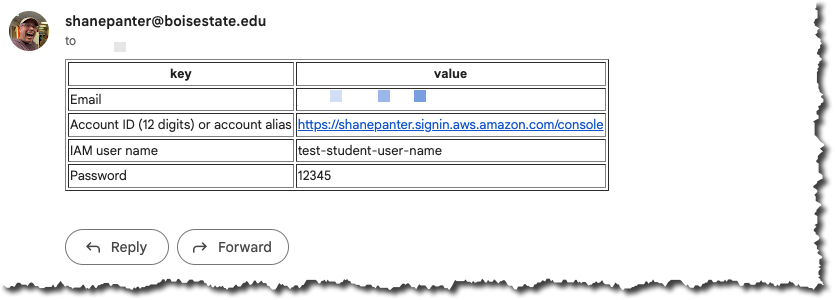 shanepanter@boisestate.edu
to
key value
Email
Account ID (12 digits) or account alias https://shanepanter.signin.aws.amazon.com/console
IAM user name test-student-user-name
Password 12345
Reply Forward